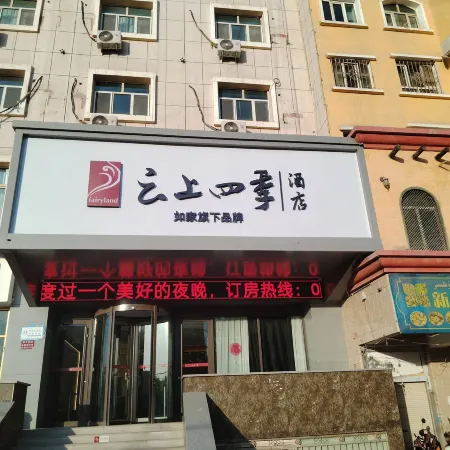 fairyland
云上四季
酒店
如家旗下品牌
度过一个美好的夜晚，订房热线：0
新